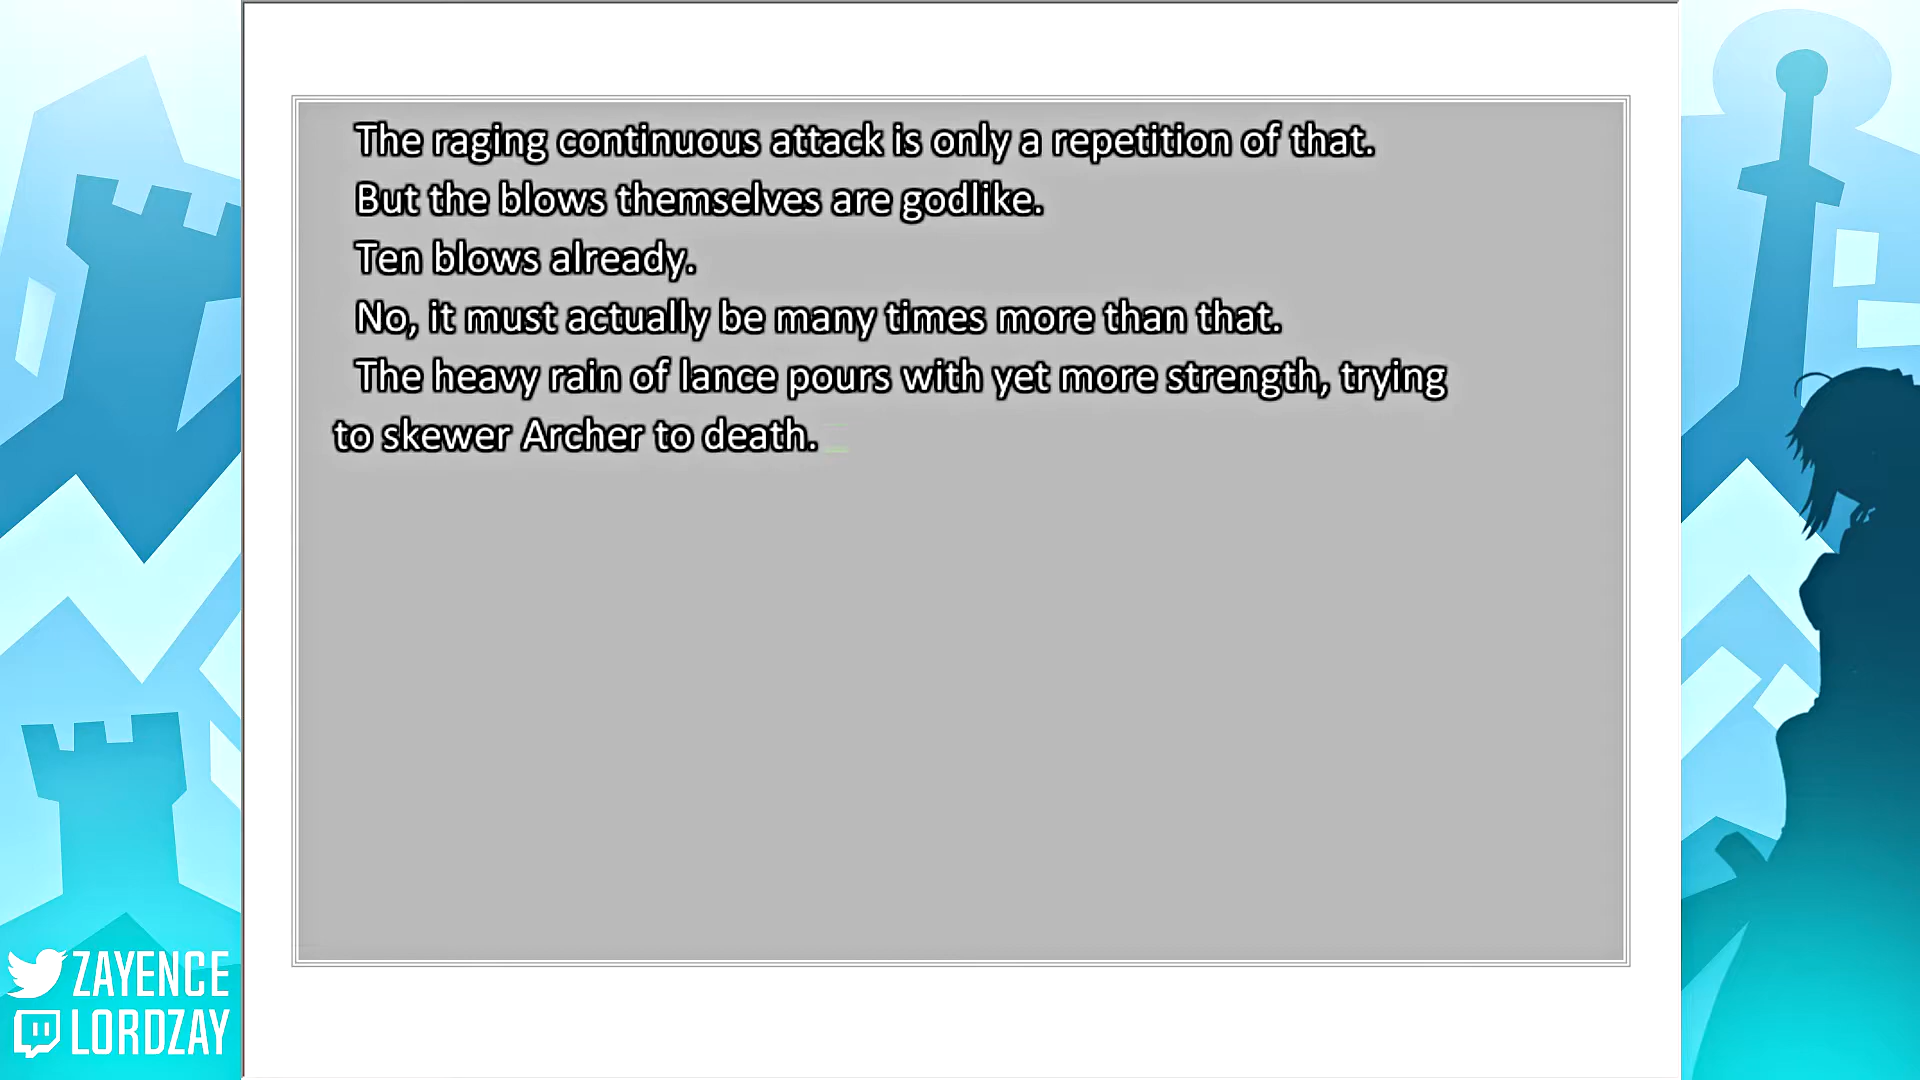 The raging continuous attack is only a repetition of that.
But the blows themselves are godlike.
Ten blows already.
No, it must actually be many times more than that.
The heavy rain of lance pours with yet more strength, trying
to skewer Archer to death.
ZAYENCE
LORDZAY